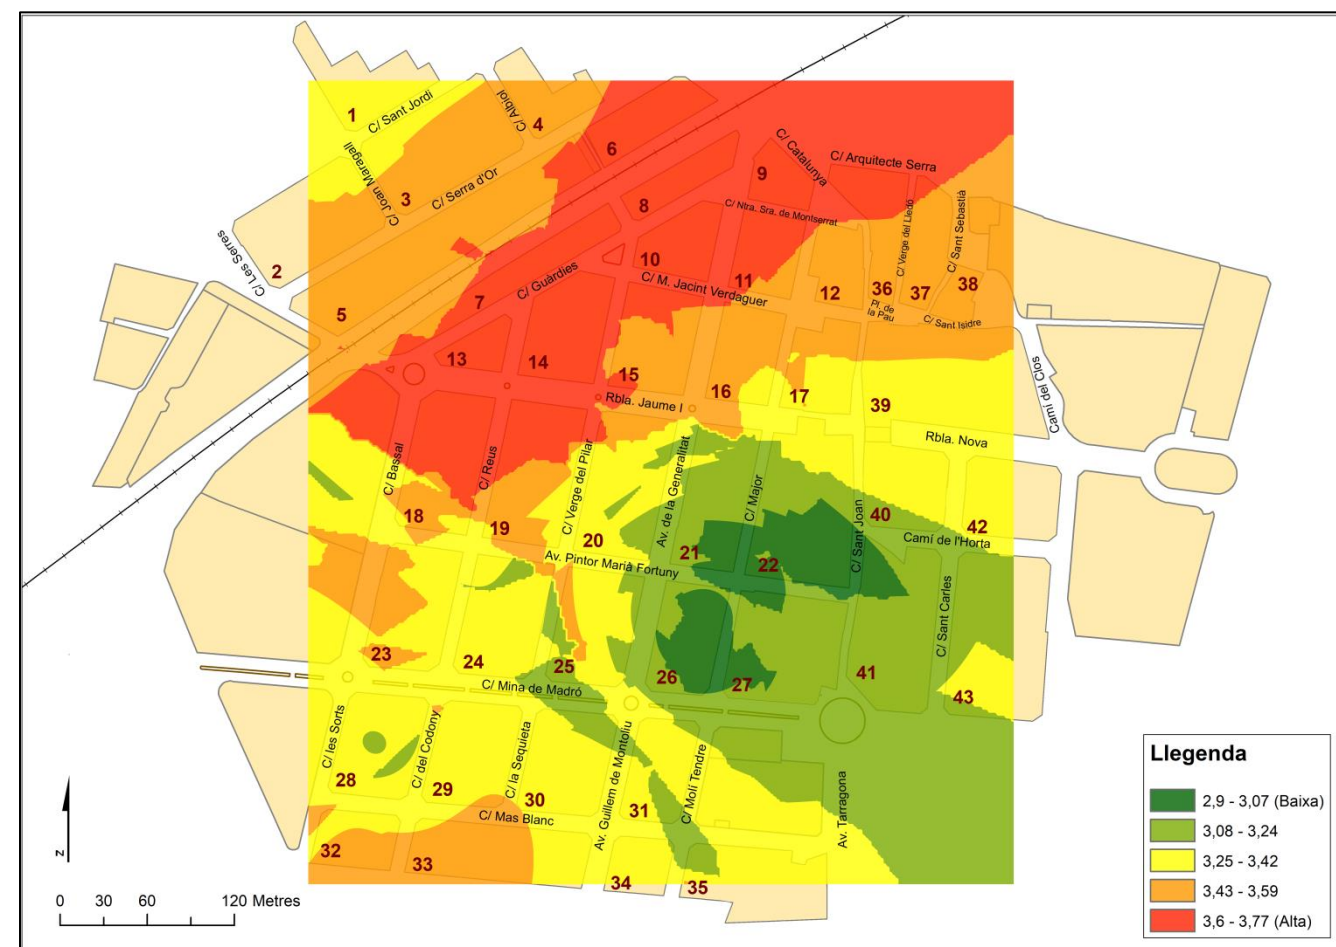 1
C/ Sant Jordi
C/ Albiol
4
6
C/ Joan Maragall
3
C/ Serra d'Or
C/ Catalunya
C/ Arquitecte Serra
9
8
C/ Ntra. Sra. de Montserrat
C/ Verge del Lledó
C/ Sant Sebastià
C/ Les Serres
2
5
7
C/ Guàrdies
10
C/ M. Jacint Verdaguer
11
12
36
Pl. de
la Pau
37
38
C/ Sant Isidre
13
14
15
Rbla. Jaume I
16
17
39
Rbla. Nova
Camí del Clos
C/ Bassal
C/ Reus
C/ Verge del Pilar
Av. de la Generalitat
C/ Major
C/ Sant Joan
18
19
20
Av. Pintor Marià Fortuny
21
22
40
Camí de l'Horta
42
C/ Sant Carles
23
24
25
C/ Mina de Madró
26
27
41
43
C/ les Sorts
C/ del Codony
C/ la Sequieta
Av. Guillem de Montoliu
C/ Molí Tendre
Av. Tarragona
28
29
30
C/ Mas Blanc
31
32
33
34
35
N
0 30 60 120 Metres
Llegenda
2,9 - 3,07 (Baixa)
3,08 - 3,24
3,25 - 3,42
3,43 - 3,59
3,6 - 3,77 (Alta)